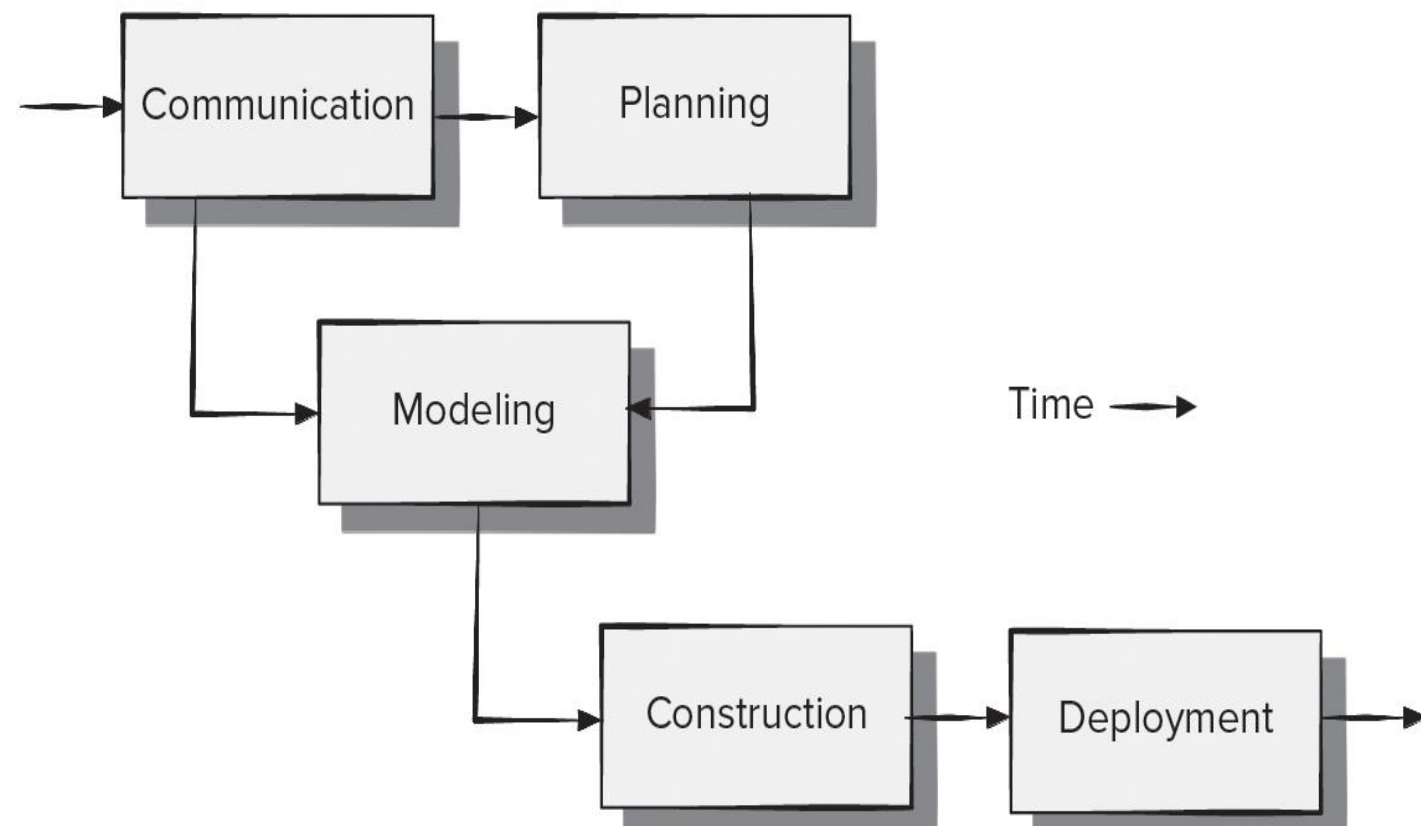 Communication
Planning
Modeling
Time
Construction
Deployment